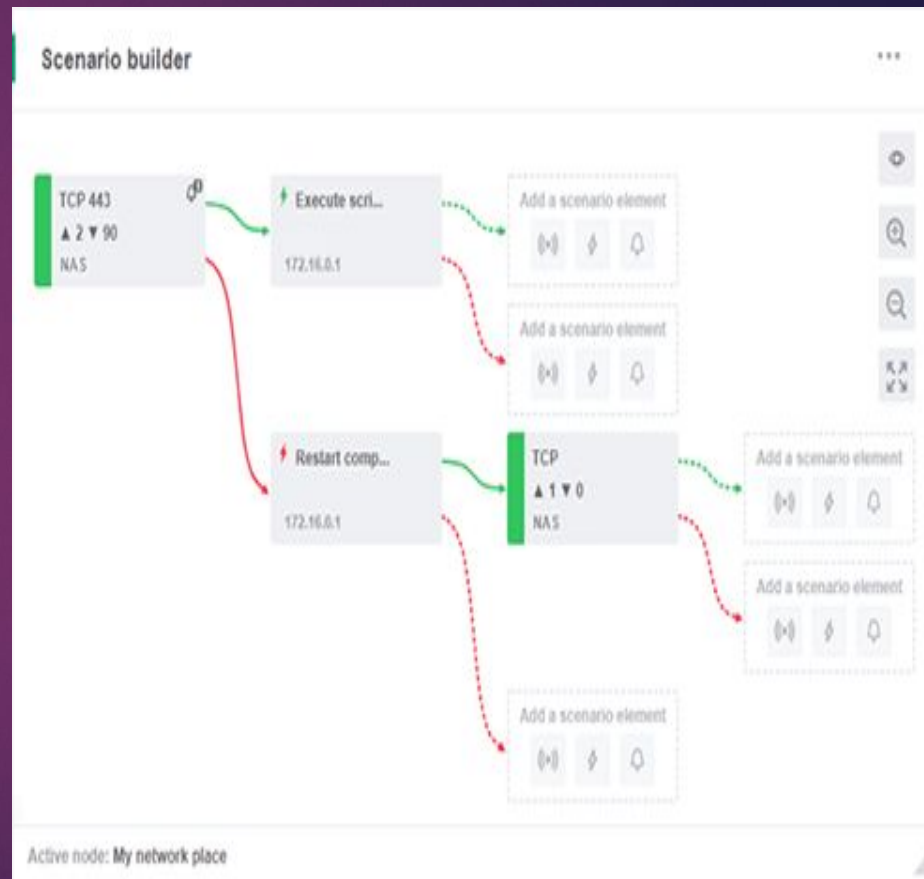 Scenario builder
TCP 443
▲ 2 ▼ 90
NAS
Execute scri...
172.16.0.1
Add a scenario element
Add a scenario element
Restart comp...
172.16.0.1
TCP
▲ 1 ▼ 0
NAS
Add a scenario element
Add a scenario element
Add a scenario element
Active node: My network place